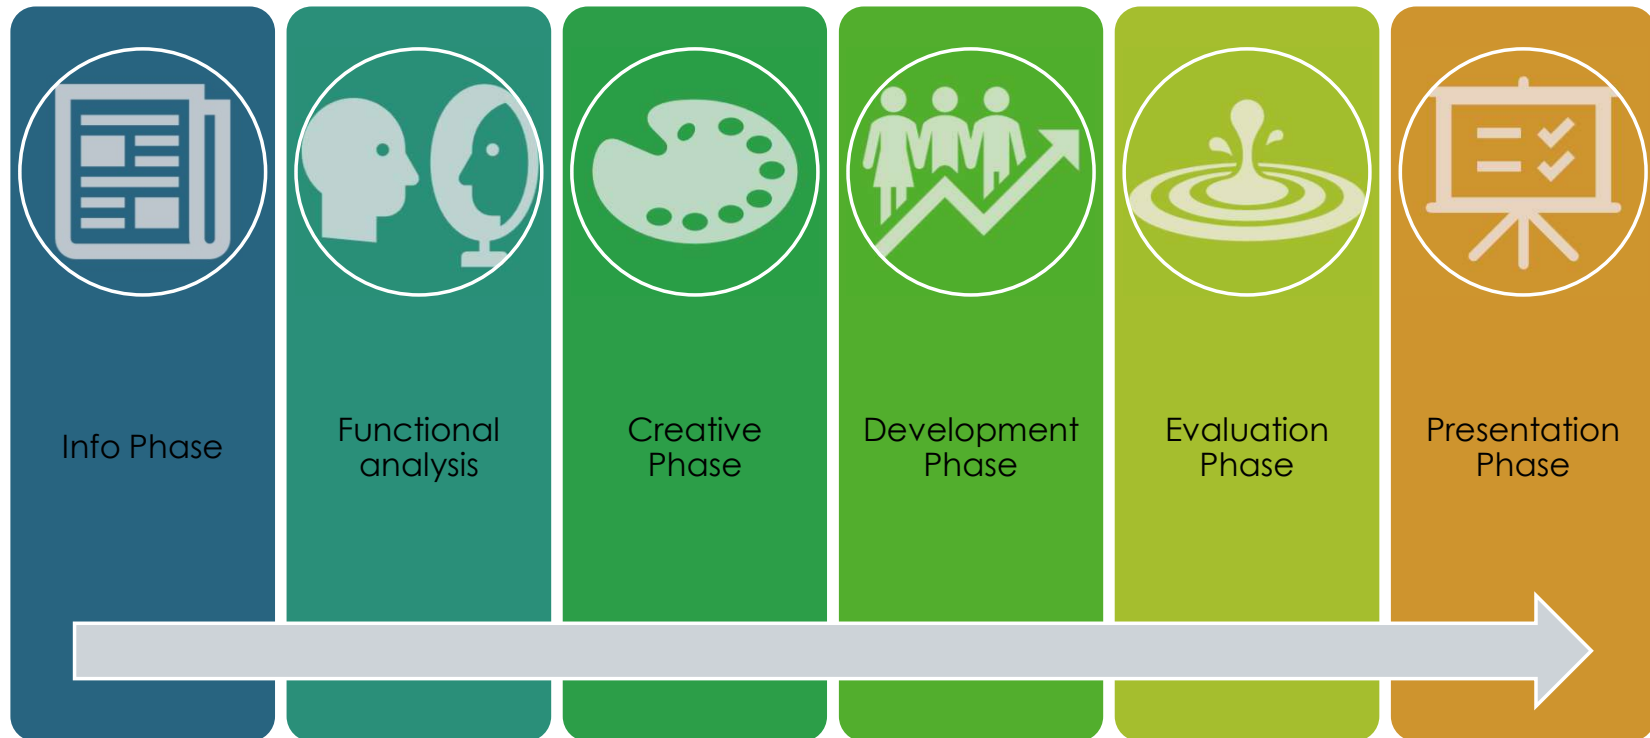 Info Phase
Functional
analysis
Creative
Phase
Development
Phase
Evaluation
Phase
Presentation
Phase